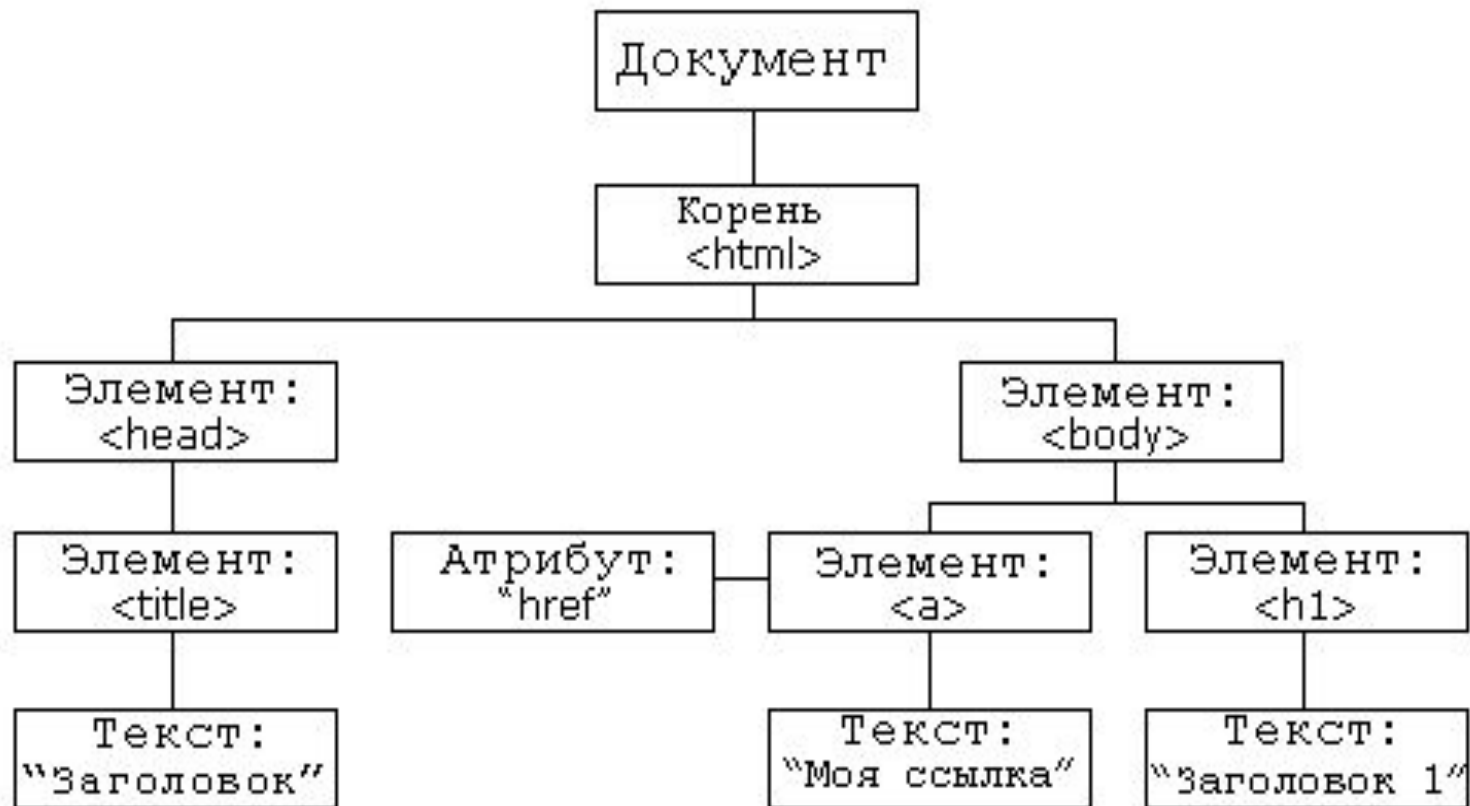 Документ
Корень
<html>
Элемент:
<head>
Элемент:
<body>
Элемент:
<title>
Атрибут:
"href"
Элемент:
<a>
Элемент:
<h1>
Текст:
"Заголовок"
Текст:
"Моя ссылка"
Текст:
"Заголовок 1"